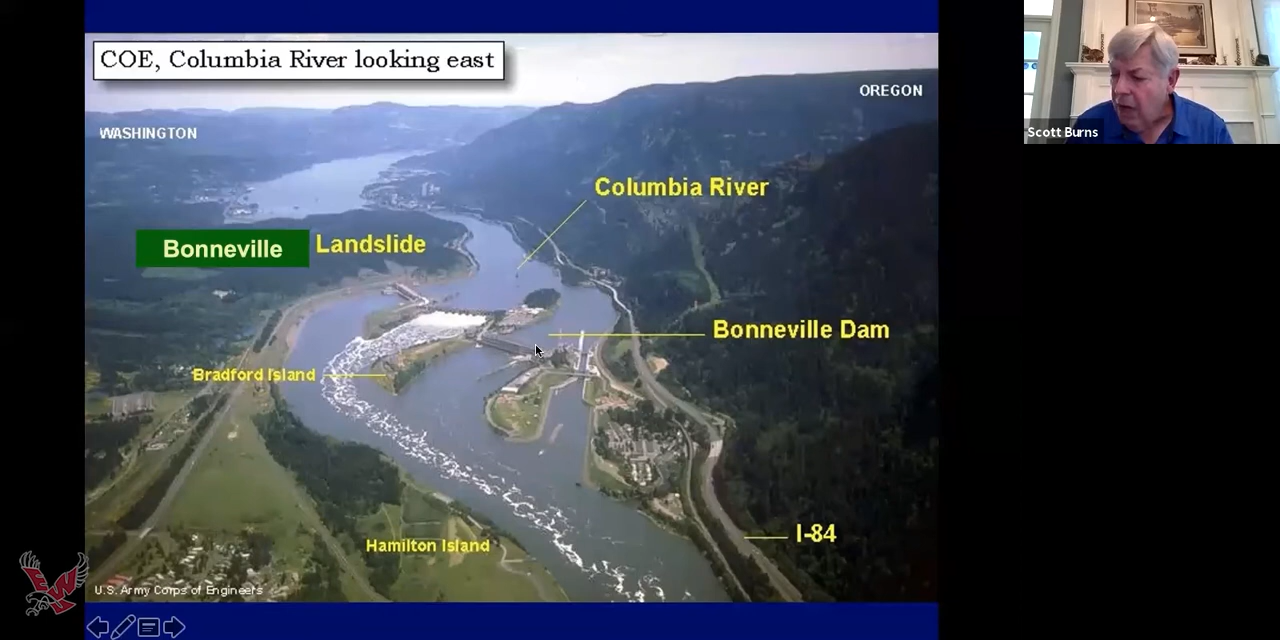 COE, Columbia River looking east
OREGON
Scott Burns
WASHINGTON
Columbia River
Bonneville Landslide
Bonneville Dam
Bradford Island
I-84
Hamilton Island
U.S. Army Corps of Engineers